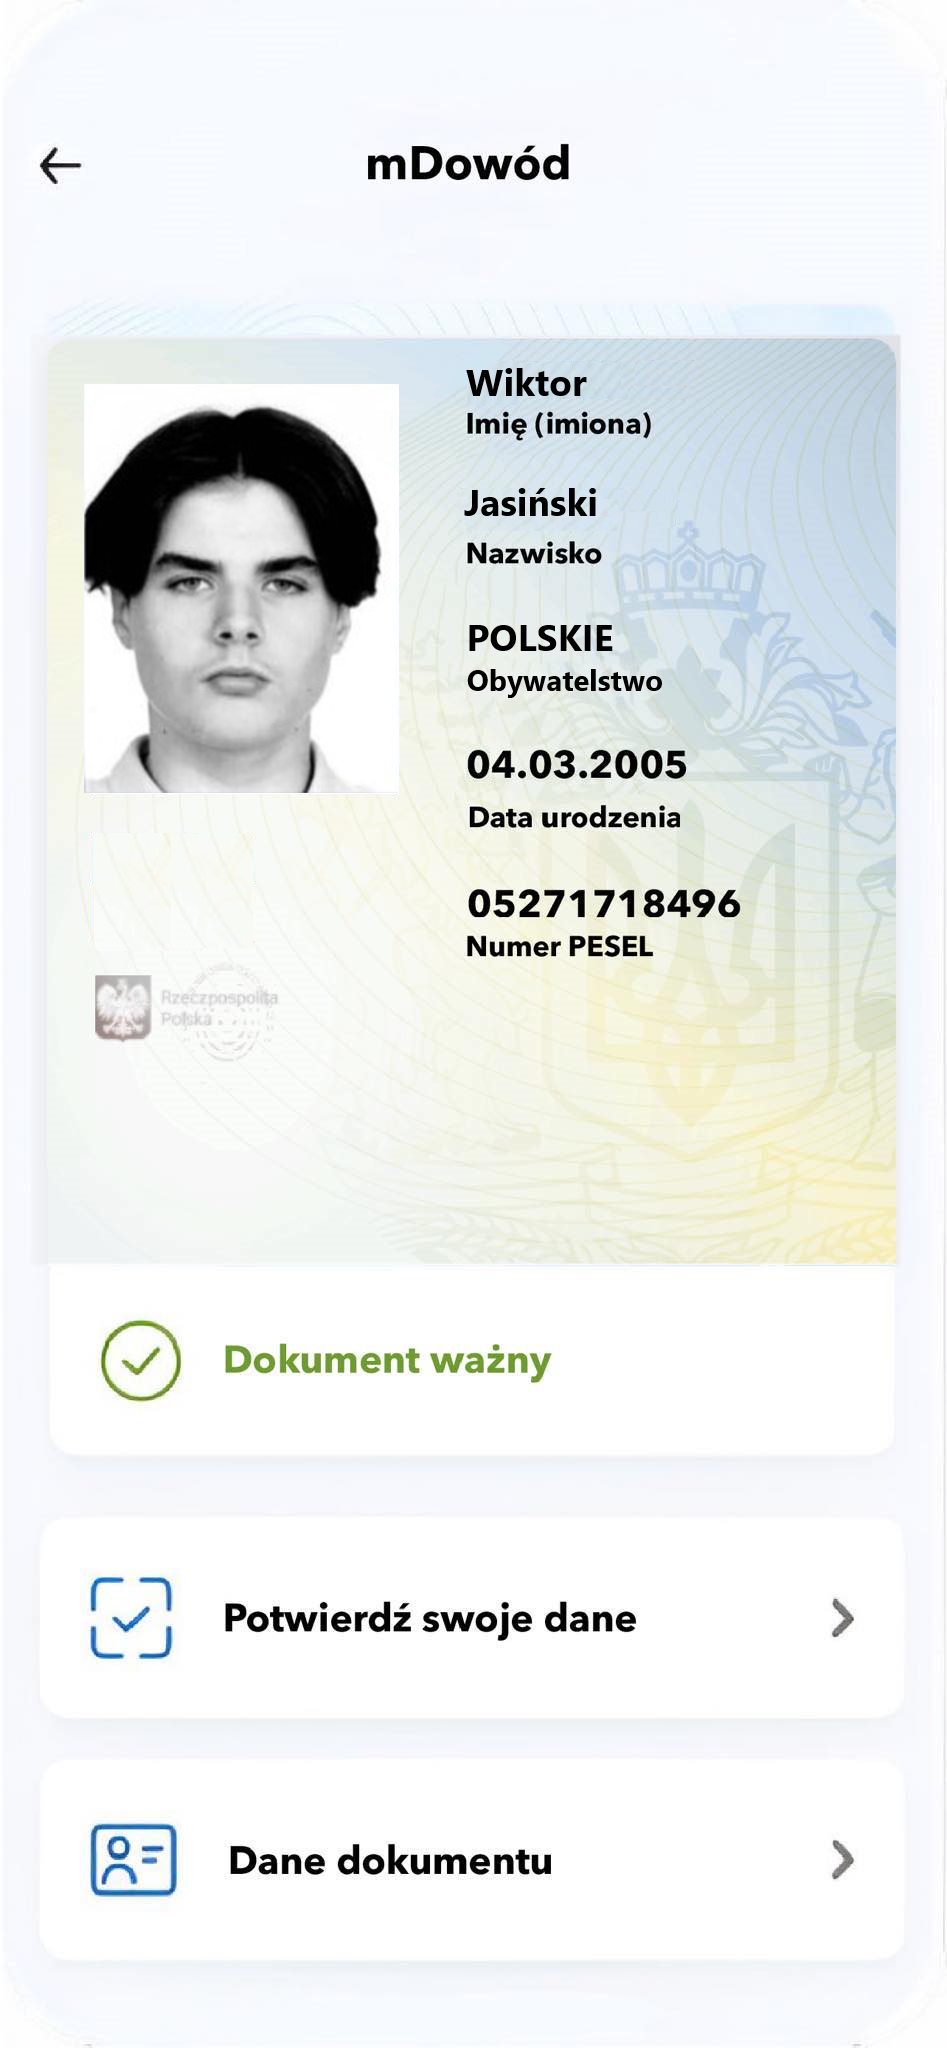 mDowód
Wiktor
Imię (imiona)
Jasiński
Nazwisko
POLSKIE
Obywatelstwo
04.03.2005
Data urodzenia
05271718496
Numer PESEL
Rzeczpospolita
Polska
Dokument ważny
Potwierdź swoje dane
Dane dokumentu